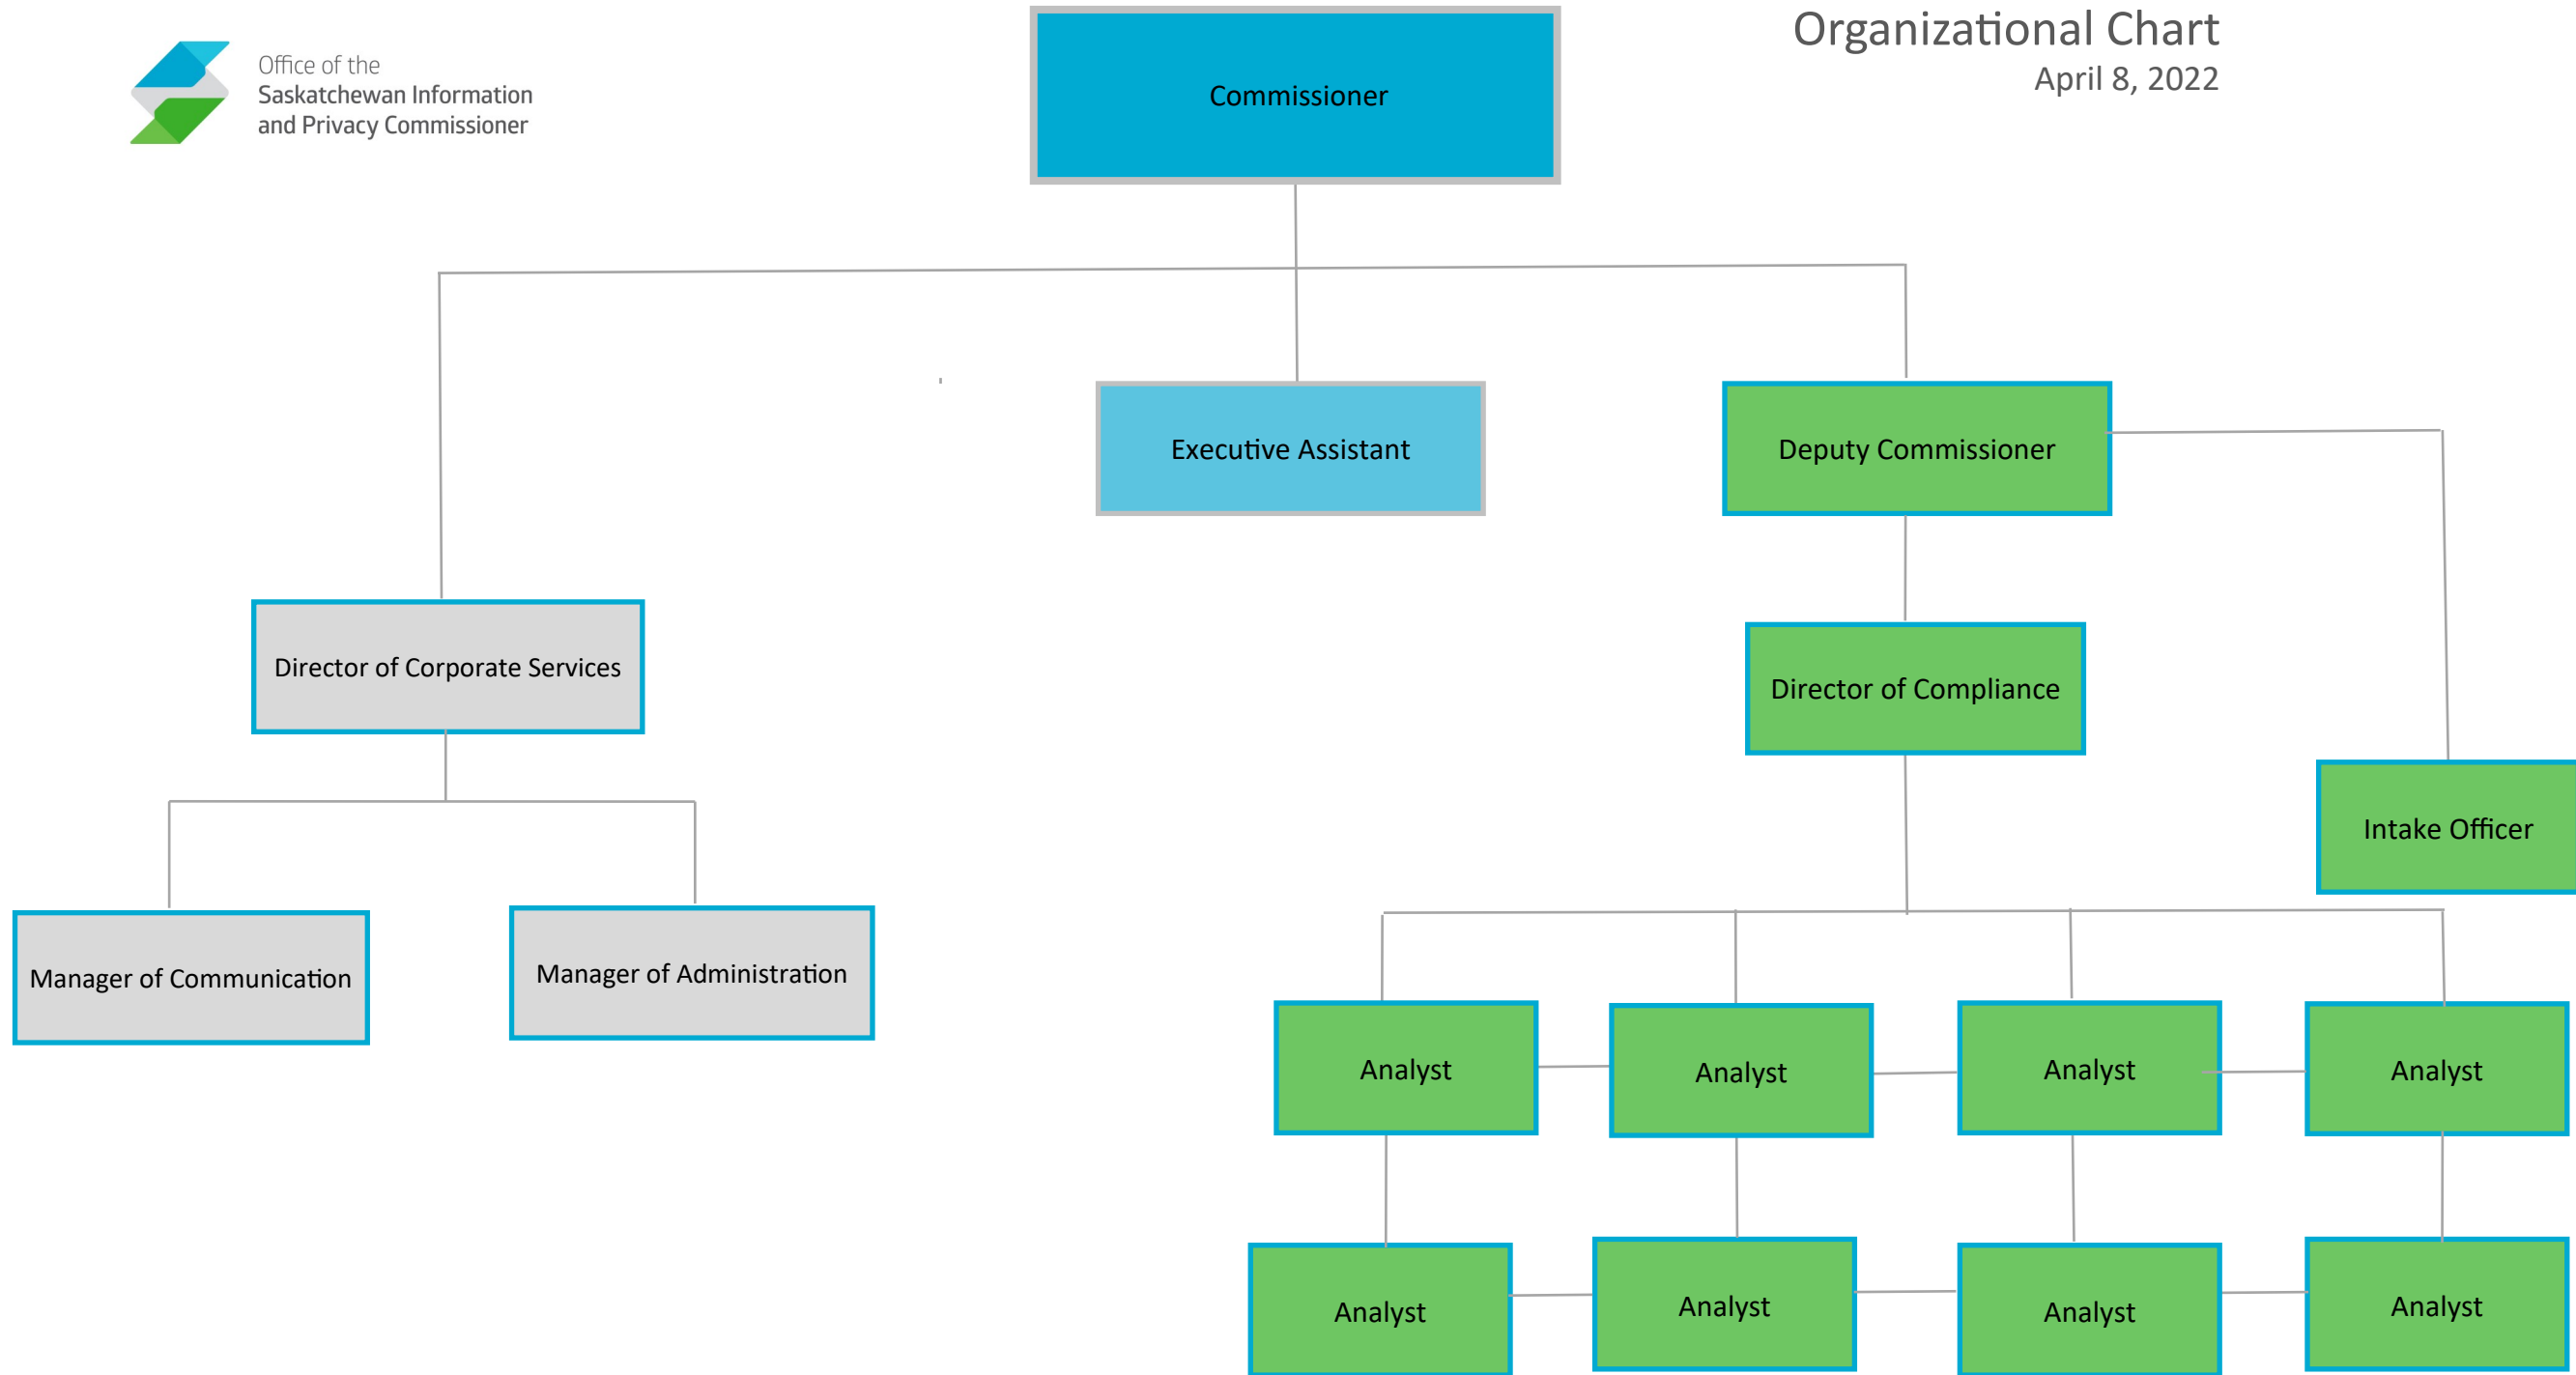 Office of the
Saskatchewan Information
and Privacy Commissioner
Organizational Chart
April 8, 2022
Commissioner
Executive Assistant
Deputy Commissioner
Director of Corporate Services
Director of Compliance
Intake Officer
Manager of Communication
Manager of Administration
Analyst
Analyst
Analyst
Analyst
Analyst
Analyst
Analyst
Analyst